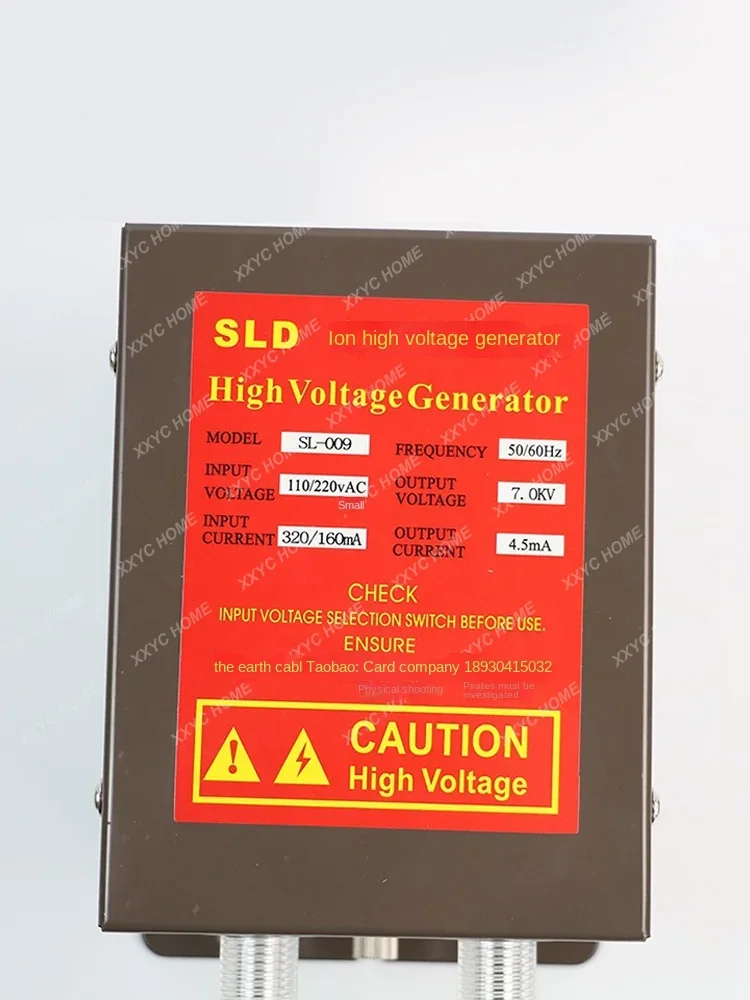 SLD Ion high voltage generator
High Voltage Generator
MODEL SL-009 FREQUENCY 50/60Hz
INPUT VOLTAGE 110/220vAC OUTPUT VOLTAGE 7.0KV
Small
INPUT CURRENT 320/160mA OUTPUT CURRENT 4.5mA
CHECK
INPUT VOLTAGE SELECTION SWITCH BEFORE USE.
ENSURE
the earth cabl Taobao: Card company 18930415032
Physical shooting Pirates must be
investigated
CAUTION
High Voltage
XXYC HOME